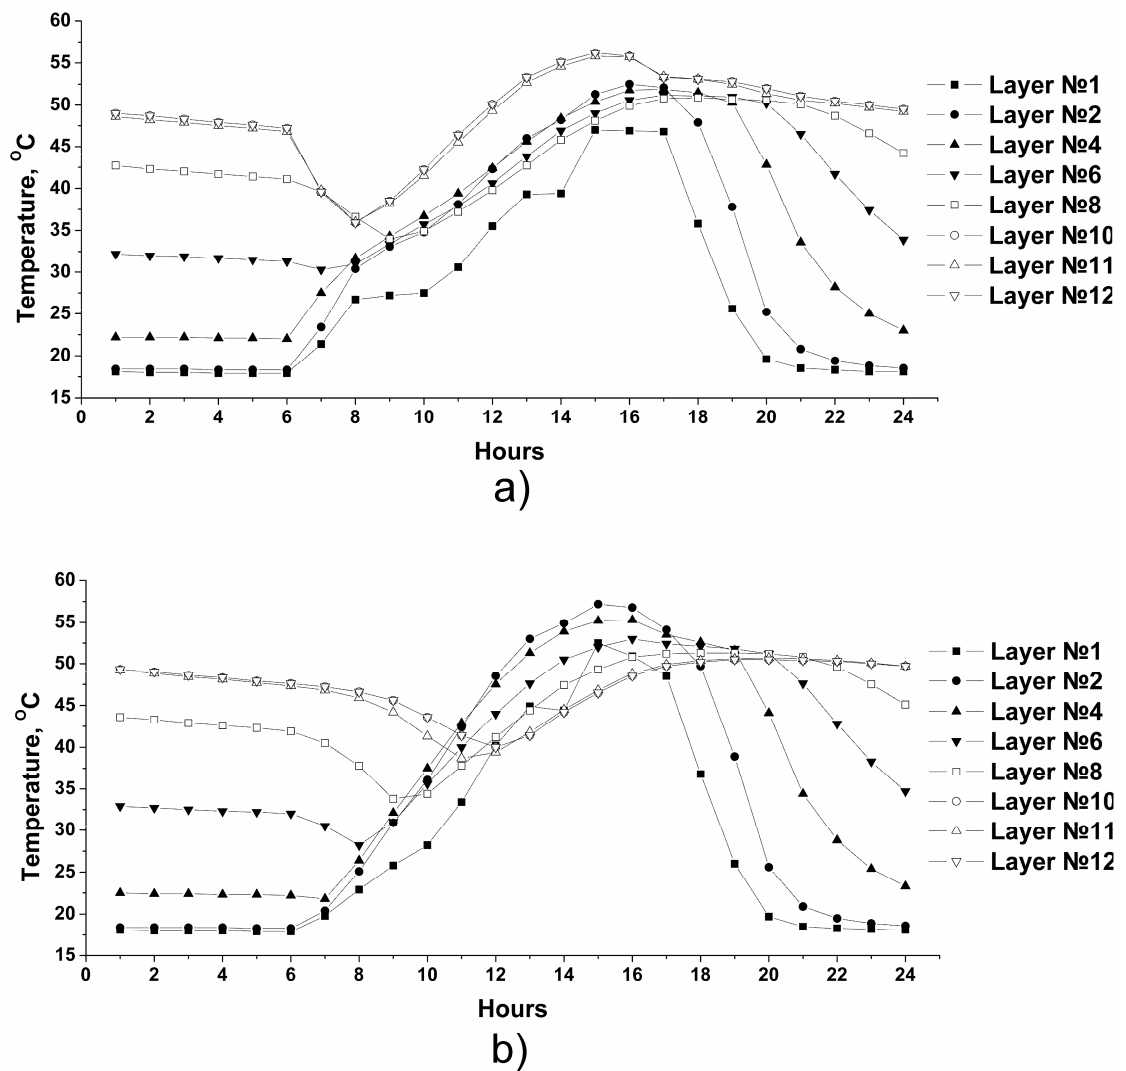 60
55
50
45
40
35
30
25
20
15
Temperature, °C
0 2 4 6 8 10 12 14 16 18 20 22 24
Hours
Layer №1
Layer №2
Layer №4
Layer №6
Layer №8
Layer №10
Layer №11
Layer №12
a)
60
55
50
45
40
35
30
25
20
15
Temperature, °C
0 2 4 6 8 10 12 14 16 18 20 22 24
Hours
Layer №1
Layer №2
Layer №4
Layer №6
Layer №8
Layer №10
Layer №11
Layer №12
b)